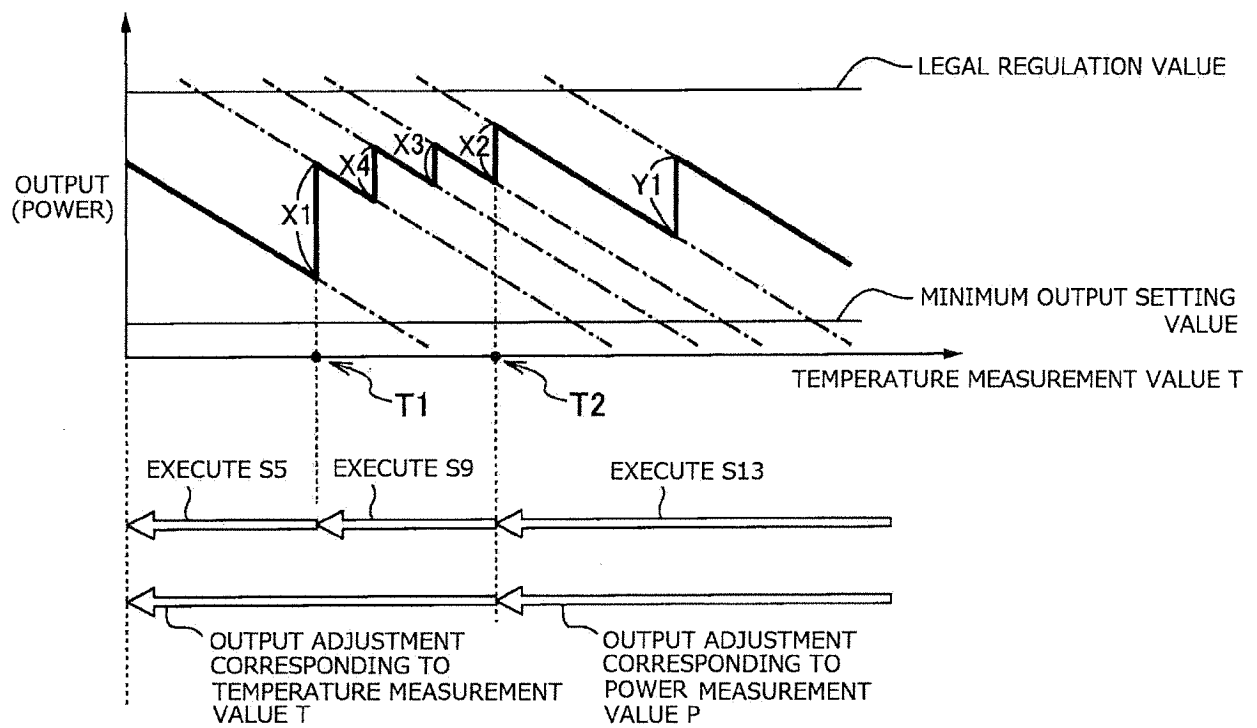 LEGAL REGULATION VALUE
OUTPUT
(POWER)
X1
X4
X3
X2
Y1
MINIMUM OUTPUT SETTING
VALUE
TEMPERATURE MEASUREMENT VALUE T
T1
T2
EXECUTE S5
EXECUTE S9
EXECUTE S13
OUTPUT ADJUSTMENT
CORRESPONDING TO
TEMPERATURE MEASUREMENT
VALUE T
OUTPUT ADJUSTMENT
CORRESPONDING TO
POWER MEASUREMENT
VALUE P